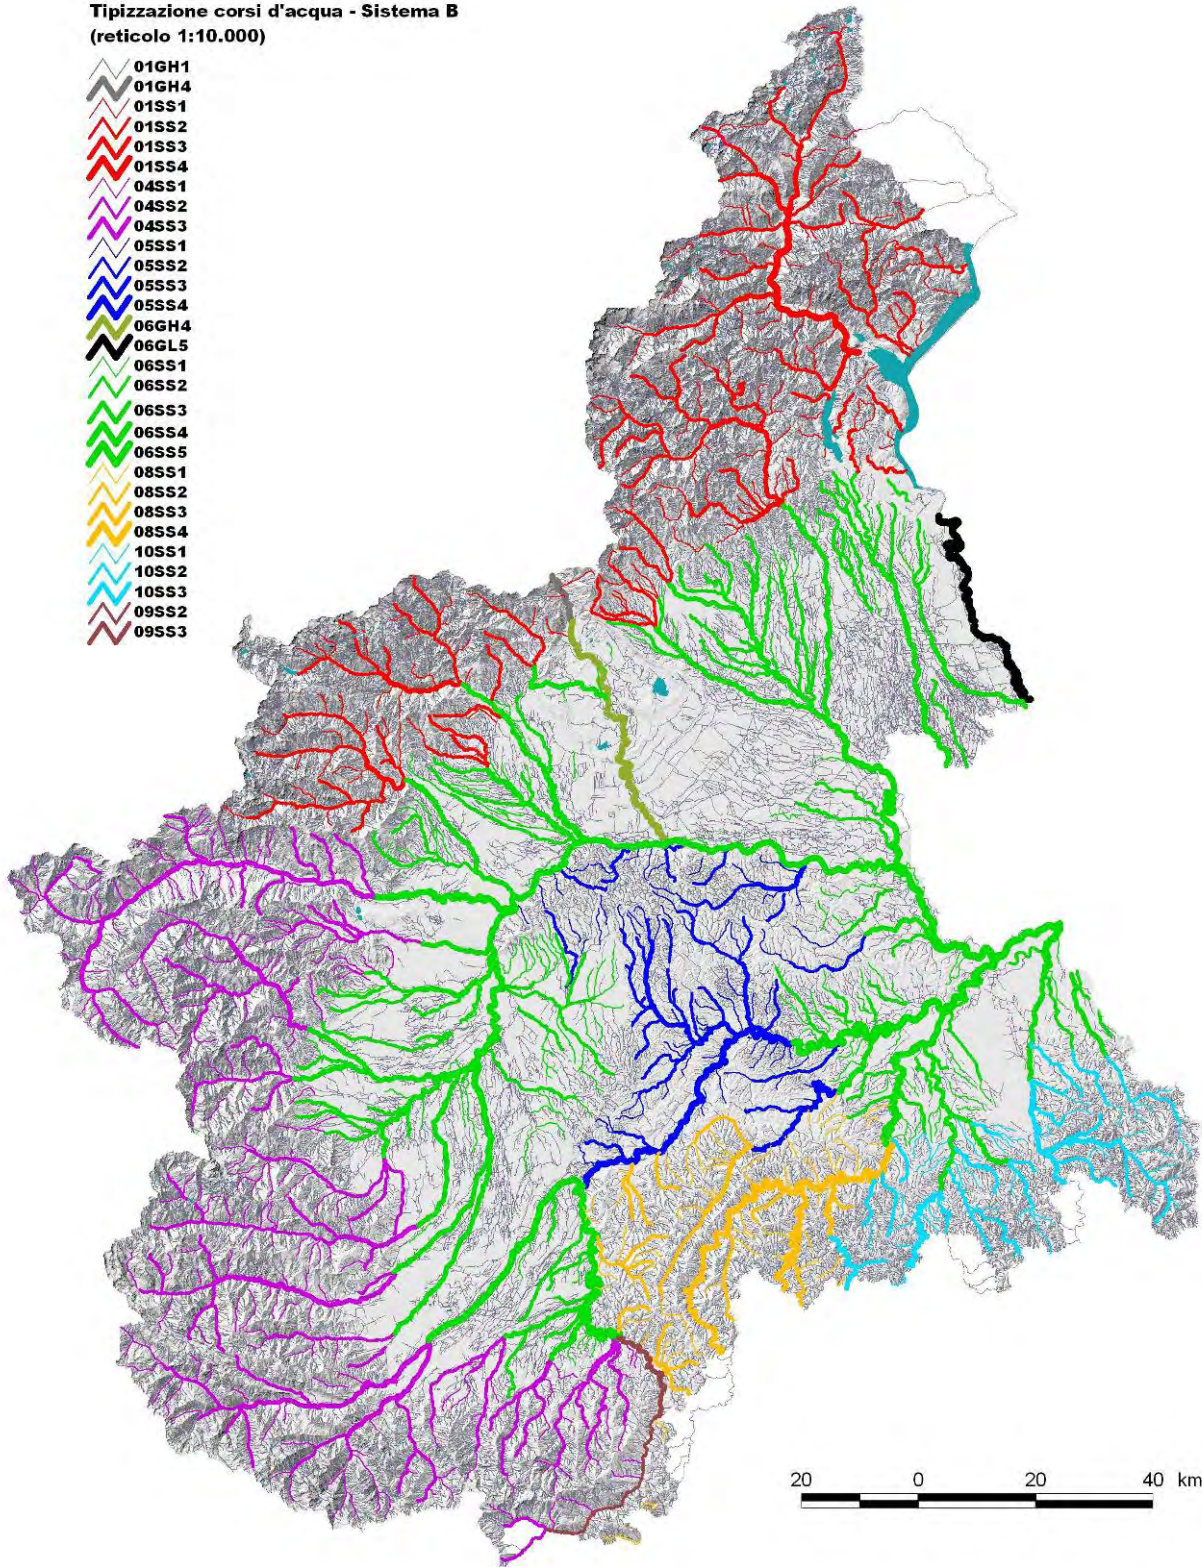 Tipizzazione corsi d'acqua - Sistema B
(reticolo 1:10.000)
01GH1
01GH4
01SS1
01SS2
01SS3
01SS4
04SS1
04SS2
04SS3
05SS1
05SS2
05SS3
05SS4
06GH4
06GL5
06SS1
06SS2
06SS3
06SS4
06SS5
08SS1
08SS2
08SS3
08SS4
10SS1
10SS2
10SS3
09SS2
09SS3
20 0 20 40 km